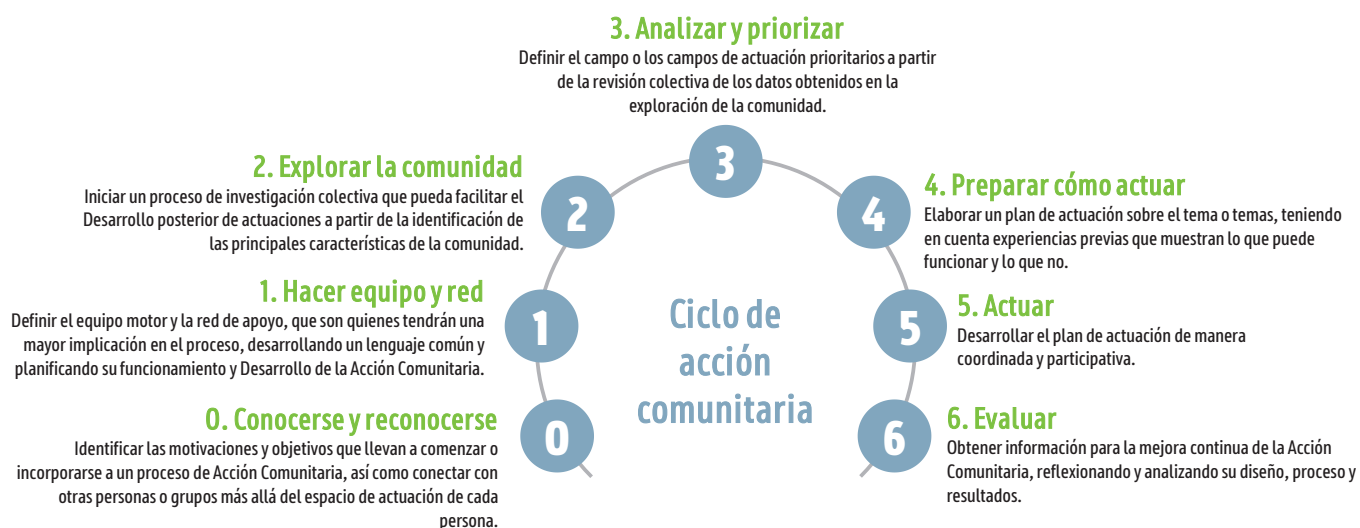 3. Analizar y priorizar
Definir el campo o los campos de actuación prioritarios a partir
de la revisión colectiva de los datos obtenidos en la
exploración de la comunidad.
3
2. Explorar la comunidad
Iniciar un proceso de investigación colectiva que pueda facilitar el
Desarrollo posterior de actuaciones a partir de la identificación de
las principales características de la comunidad.
2
4
4. Preparar cómo actuar
Elaborar un plan de actuación sobre el tema o temas, teniendo
en cuenta experiencias previas que muestran lo que puede
funcionar y lo que no.
1. Hacer equipo y red
Definir el equipo motor y la red de apoyo, que son quienes tendrán una
mayor implicación en el proceso, desarrollando un lenguaje común y
planificando su funcionamiento y Desarrollo de la Acción Comunitaria.
1
Ciclo de
acción
comunitaria
5
5. Actuar
Desarrollar el plan de actuación de manera
coordinada y participativa.
0. Conocerse y reconocerse
Identificar las motivaciones y objetivos que llevan a comenzar o
incorporarse a un proceso de Acción Comunitaria, así como conectar con
otras personas o grupos más allá del espacio de actuación de cada
persona.
0
6
6. Evaluar
Obtener información para la mejora continua de la Acción
Comunitaria, reflexionando y analizando su diseño, proceso y
resultados.